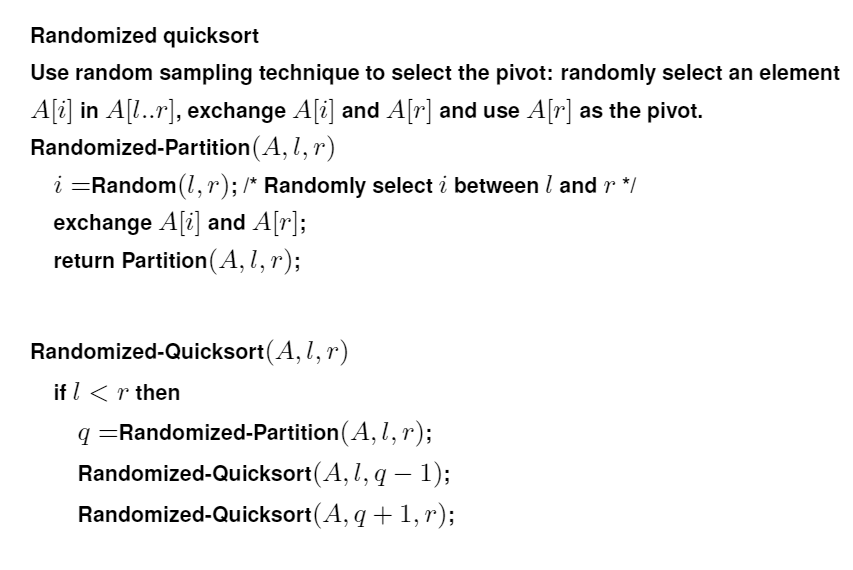 Randomized quicksort
Use random sampling technique to select the pivot: randomly select an element
A[i] in A[l..r], exchange A[i] and A[r] and use A[r] as the pivot.
Randomized-Partition(A, l, r)
i =Random(l, r); /* Randomly select i between l and r */
exchange A[i] and A[r];
return Partition(A, l, r);
Randomized-Quicksort(A, l, r)
if l < r then
q =Randomized-Partition(A, l, r);
Randomized-Quicksort(A, l, q − 1);
Randomized-Quicksort(A, q + 1, r);